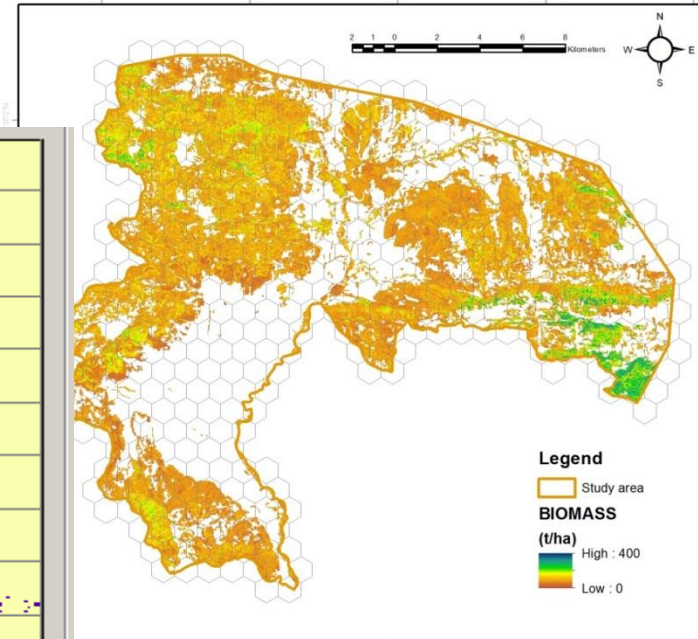 N
2 1 0 2 4 6 8
Kilometers
W E
S
Legend
Study area
BIOMASS
(t/ha)
High : 400
Low : 0